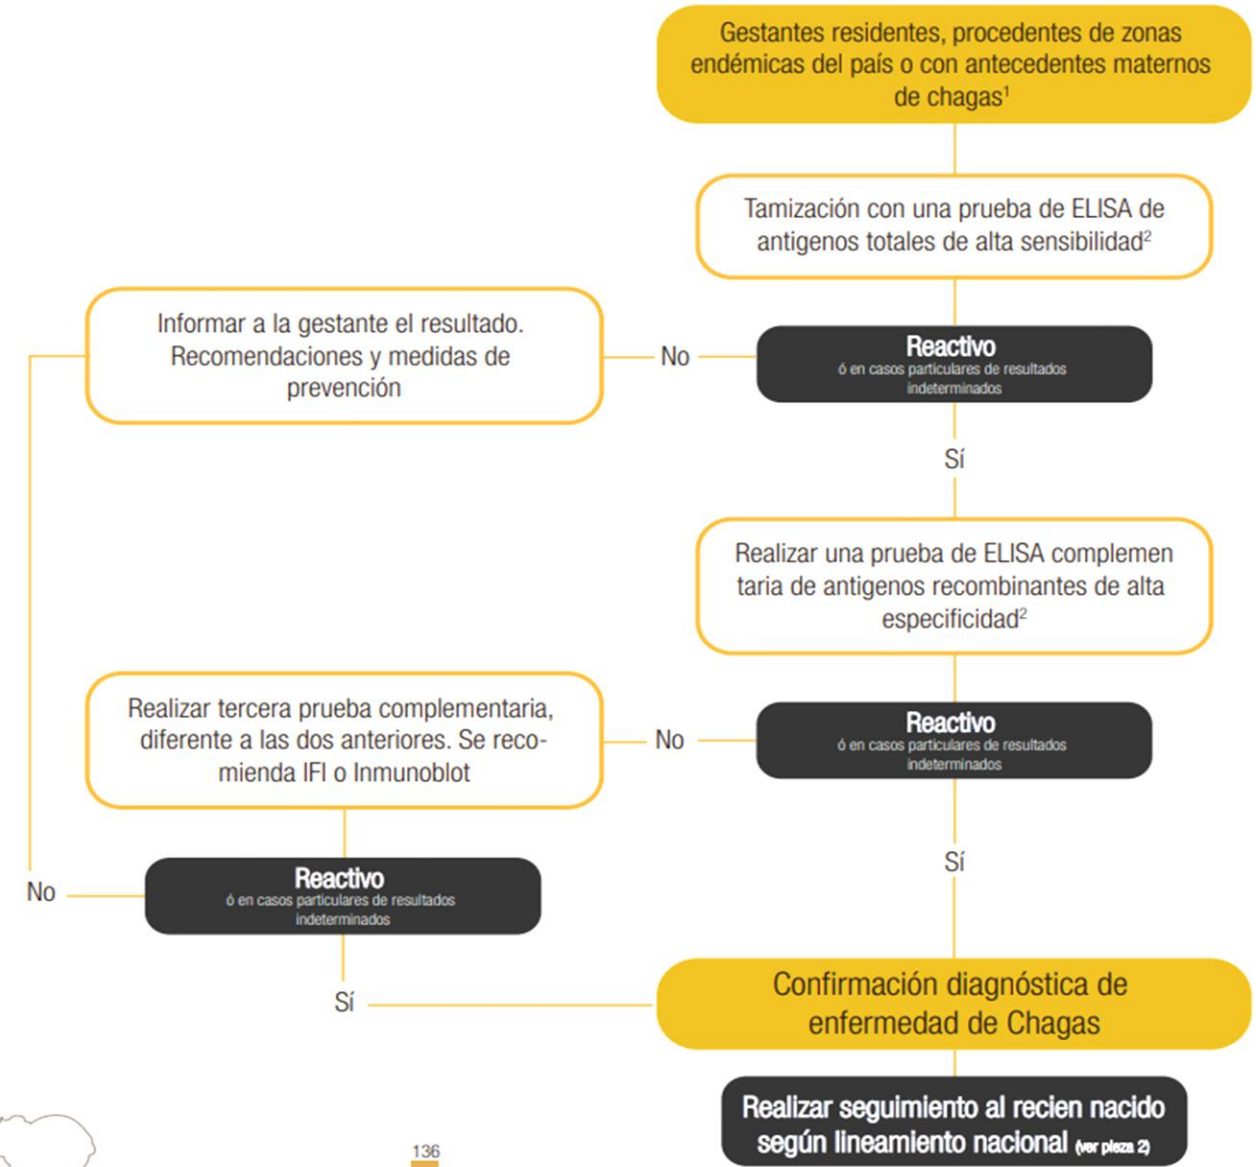 Gestantes residentes, procedentes de zonas
endémicas del país o con antecedentes maternos
de chagas¹
Tamización con una prueba de ELISA de
antigenos totales de alta sensibilidad²
Reactivo
ó en casos particulares de resultados
indeterminados
No
Informar a la gestante el resultado.
Recomendaciones y medidas de
prevención
Sí
Realizar una prueba de ELISA complemen
taria de antigenos recombinantes de alta
especificidad²
Reactivo
ó en casos particulares de resultados
indeterminados
No
Realizar tercera prueba complementaria,
diferente a las dos anteriores. Se reco-
mienda IFI o Inmunoblot
Reactivo
ó en casos particulares de resultados
indeterminados
No
Sí
Sí
Confirmación diagnóstica de
enfermedad de Chagas
Realizar seguimiento al recien nacido
según lineamiento nacional (ver pieza 2)
136